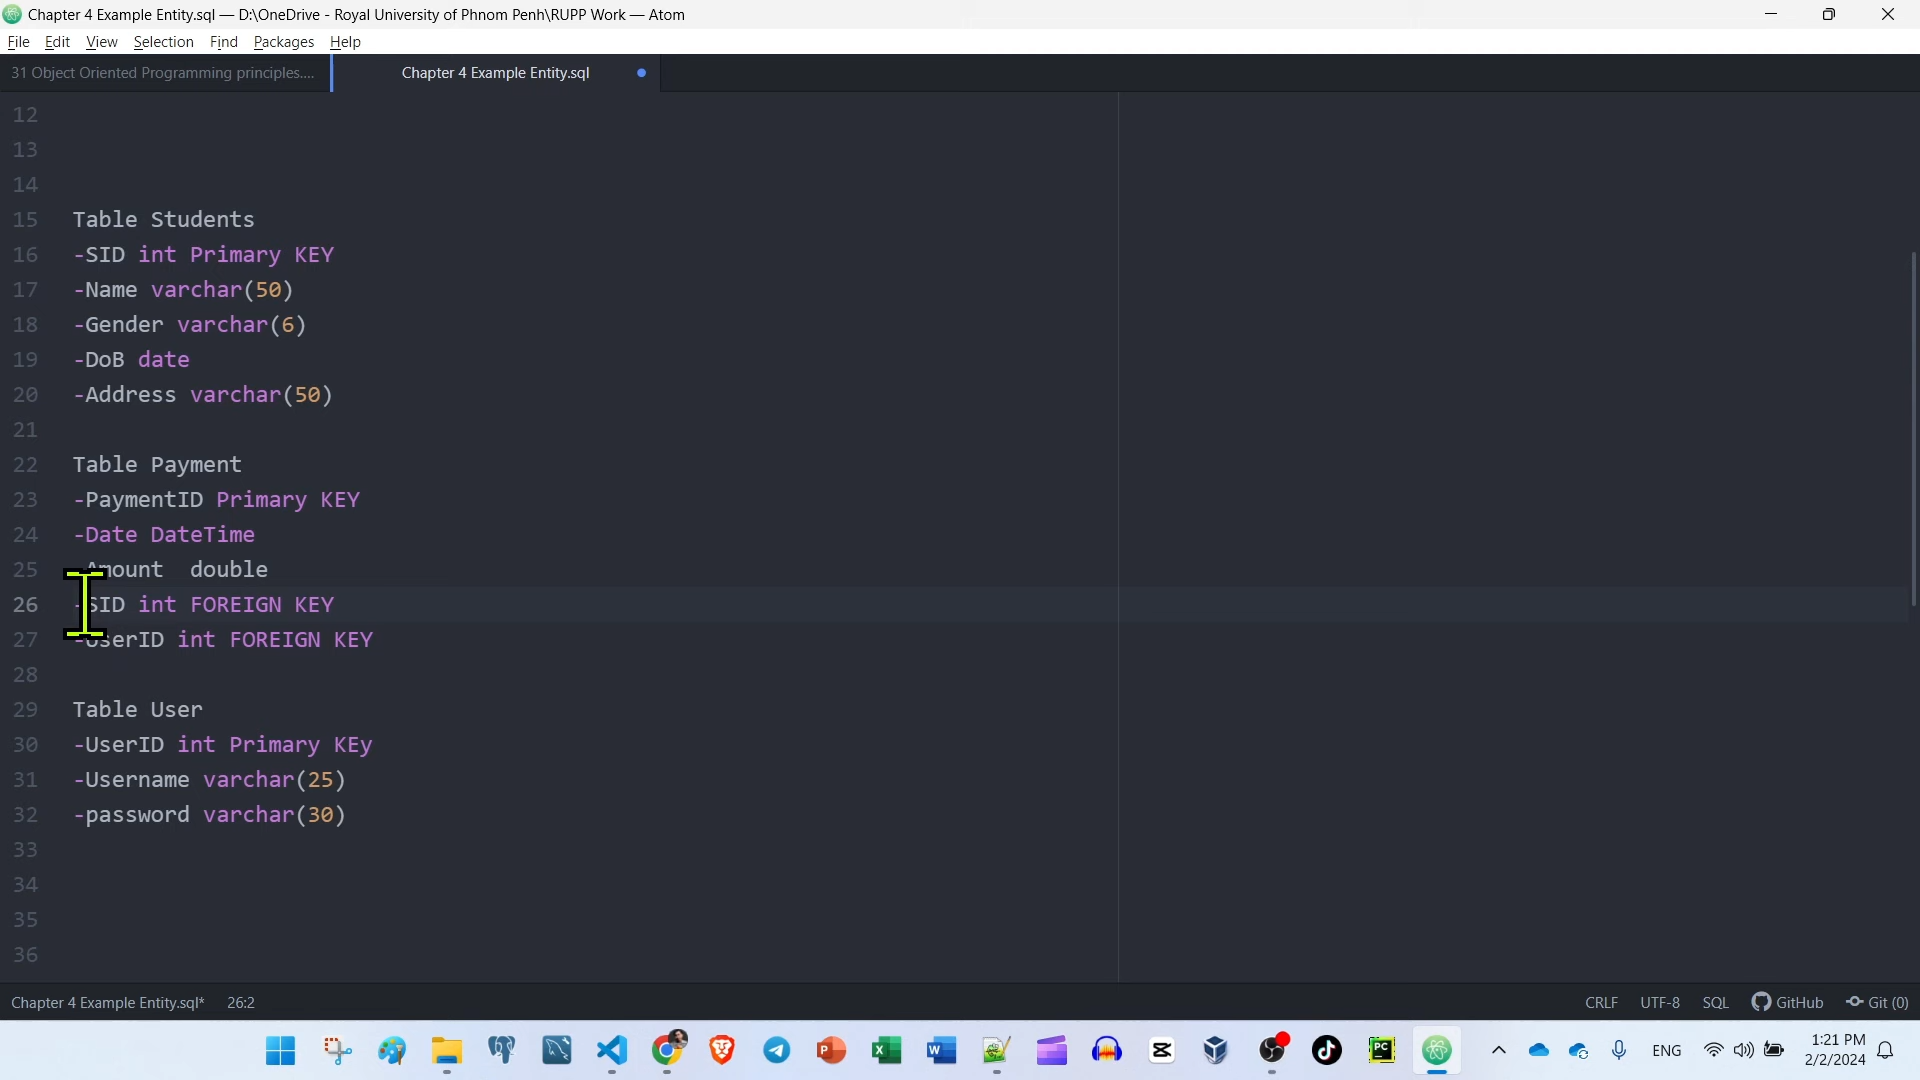 Chapter 4 Example Entity.sql — D:\OneDrive - Royal University of Phnom Penh\RUPP Work — Atom
File Edit View Selection Find Packages Help
31 Object Oriented Programming principles.... Chapter 4 Example Entity.sql
12
13
14
15 Table Students
16 -SID int Primary KEY
17 -Name varchar(50)
18 -Gender varchar(6)
19 -DoB date
20 -Address varchar(50)
21
22 Table Payment
23 -PaymentID Primary KEY
24 -Date DateTime
25 -Amount  double
26 -SID int FOREIGN KEY
27 -UserID int FOREIGN KEY
28
29 Table User
30 -UserID int Primary KEy
31 -Username varchar(25)
32 -password varchar(30)
33
34
35
36
Chapter 4 Example Entity.sql* 26:2 CRLF UTF-8 SQL GitHub Git (0)
ENG 1:21 PM
2/2/2024